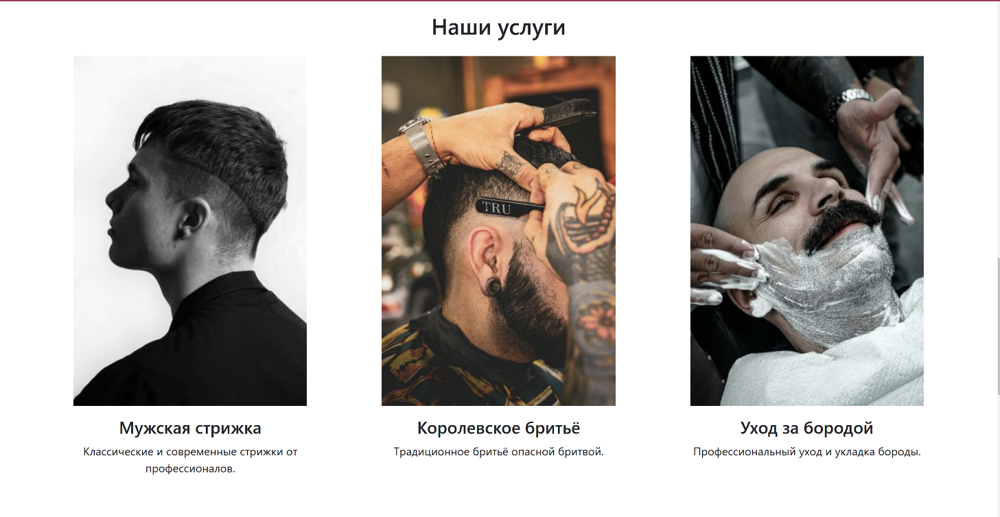 Наши услуги
TRU
Мужская стрижка
Классические и современные стрижки от
профессионалов.
Королевское бритьё
Традиционное бритьё опасной бритвой.
Уход за бородой
Профессиональный уход и укладка бороды.